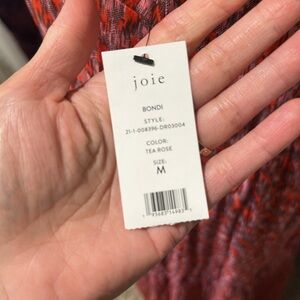 joie
BONDI
STYLE:
21-1-008396-DR03004
COLOR:
TEA ROSE
SIZE:
M